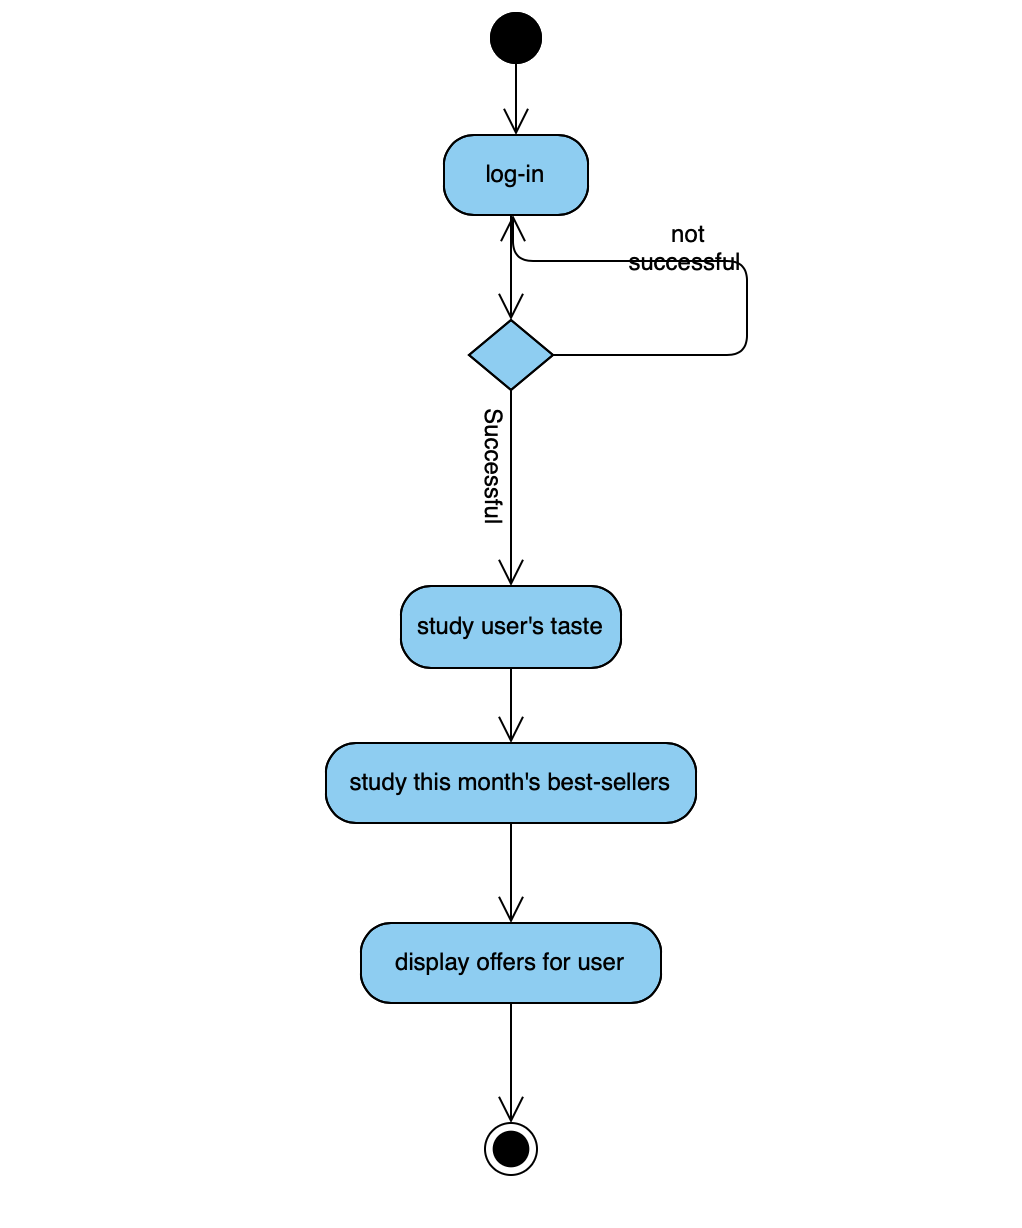 log-in
not
successful
Successful
study user's taste
study this month's best-sellers
display offers for user